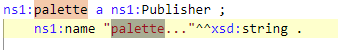 ns1:palette a ns1:Publisher ;
ns1:name "palette..."^^xsd:string .